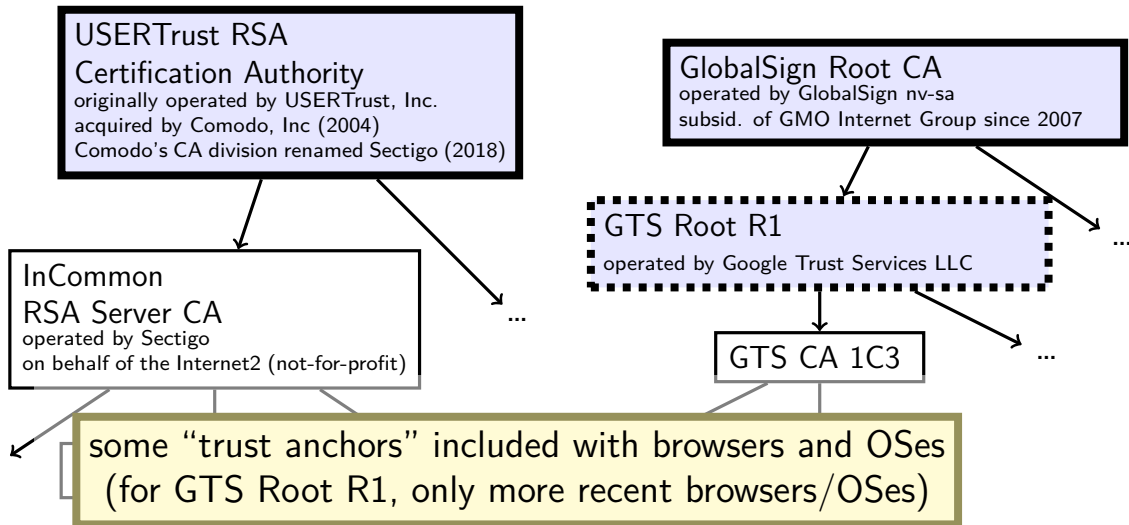 USERTrust RSA
Certification Authority
originally operated by USERTrust, Inc.
acquired by Comodo, Inc (2004)
Comodo's CA division renamed Sectigo (2018)
GlobalSign Root CA
operated by GlobalSign nv-sa
subsid. of GMO Internet Group since 2007
GTS Root R1
operated by Google Trust Services LLC
...
InCommon
RSA Server CA
operated by Sectigo
on behalf of the Internet2 (not-for-profit)
...
GTS CA 1C3
...
some “trust anchors” included with browsers and OSes
(for GTS Root R1, only more recent browsers/OSes)